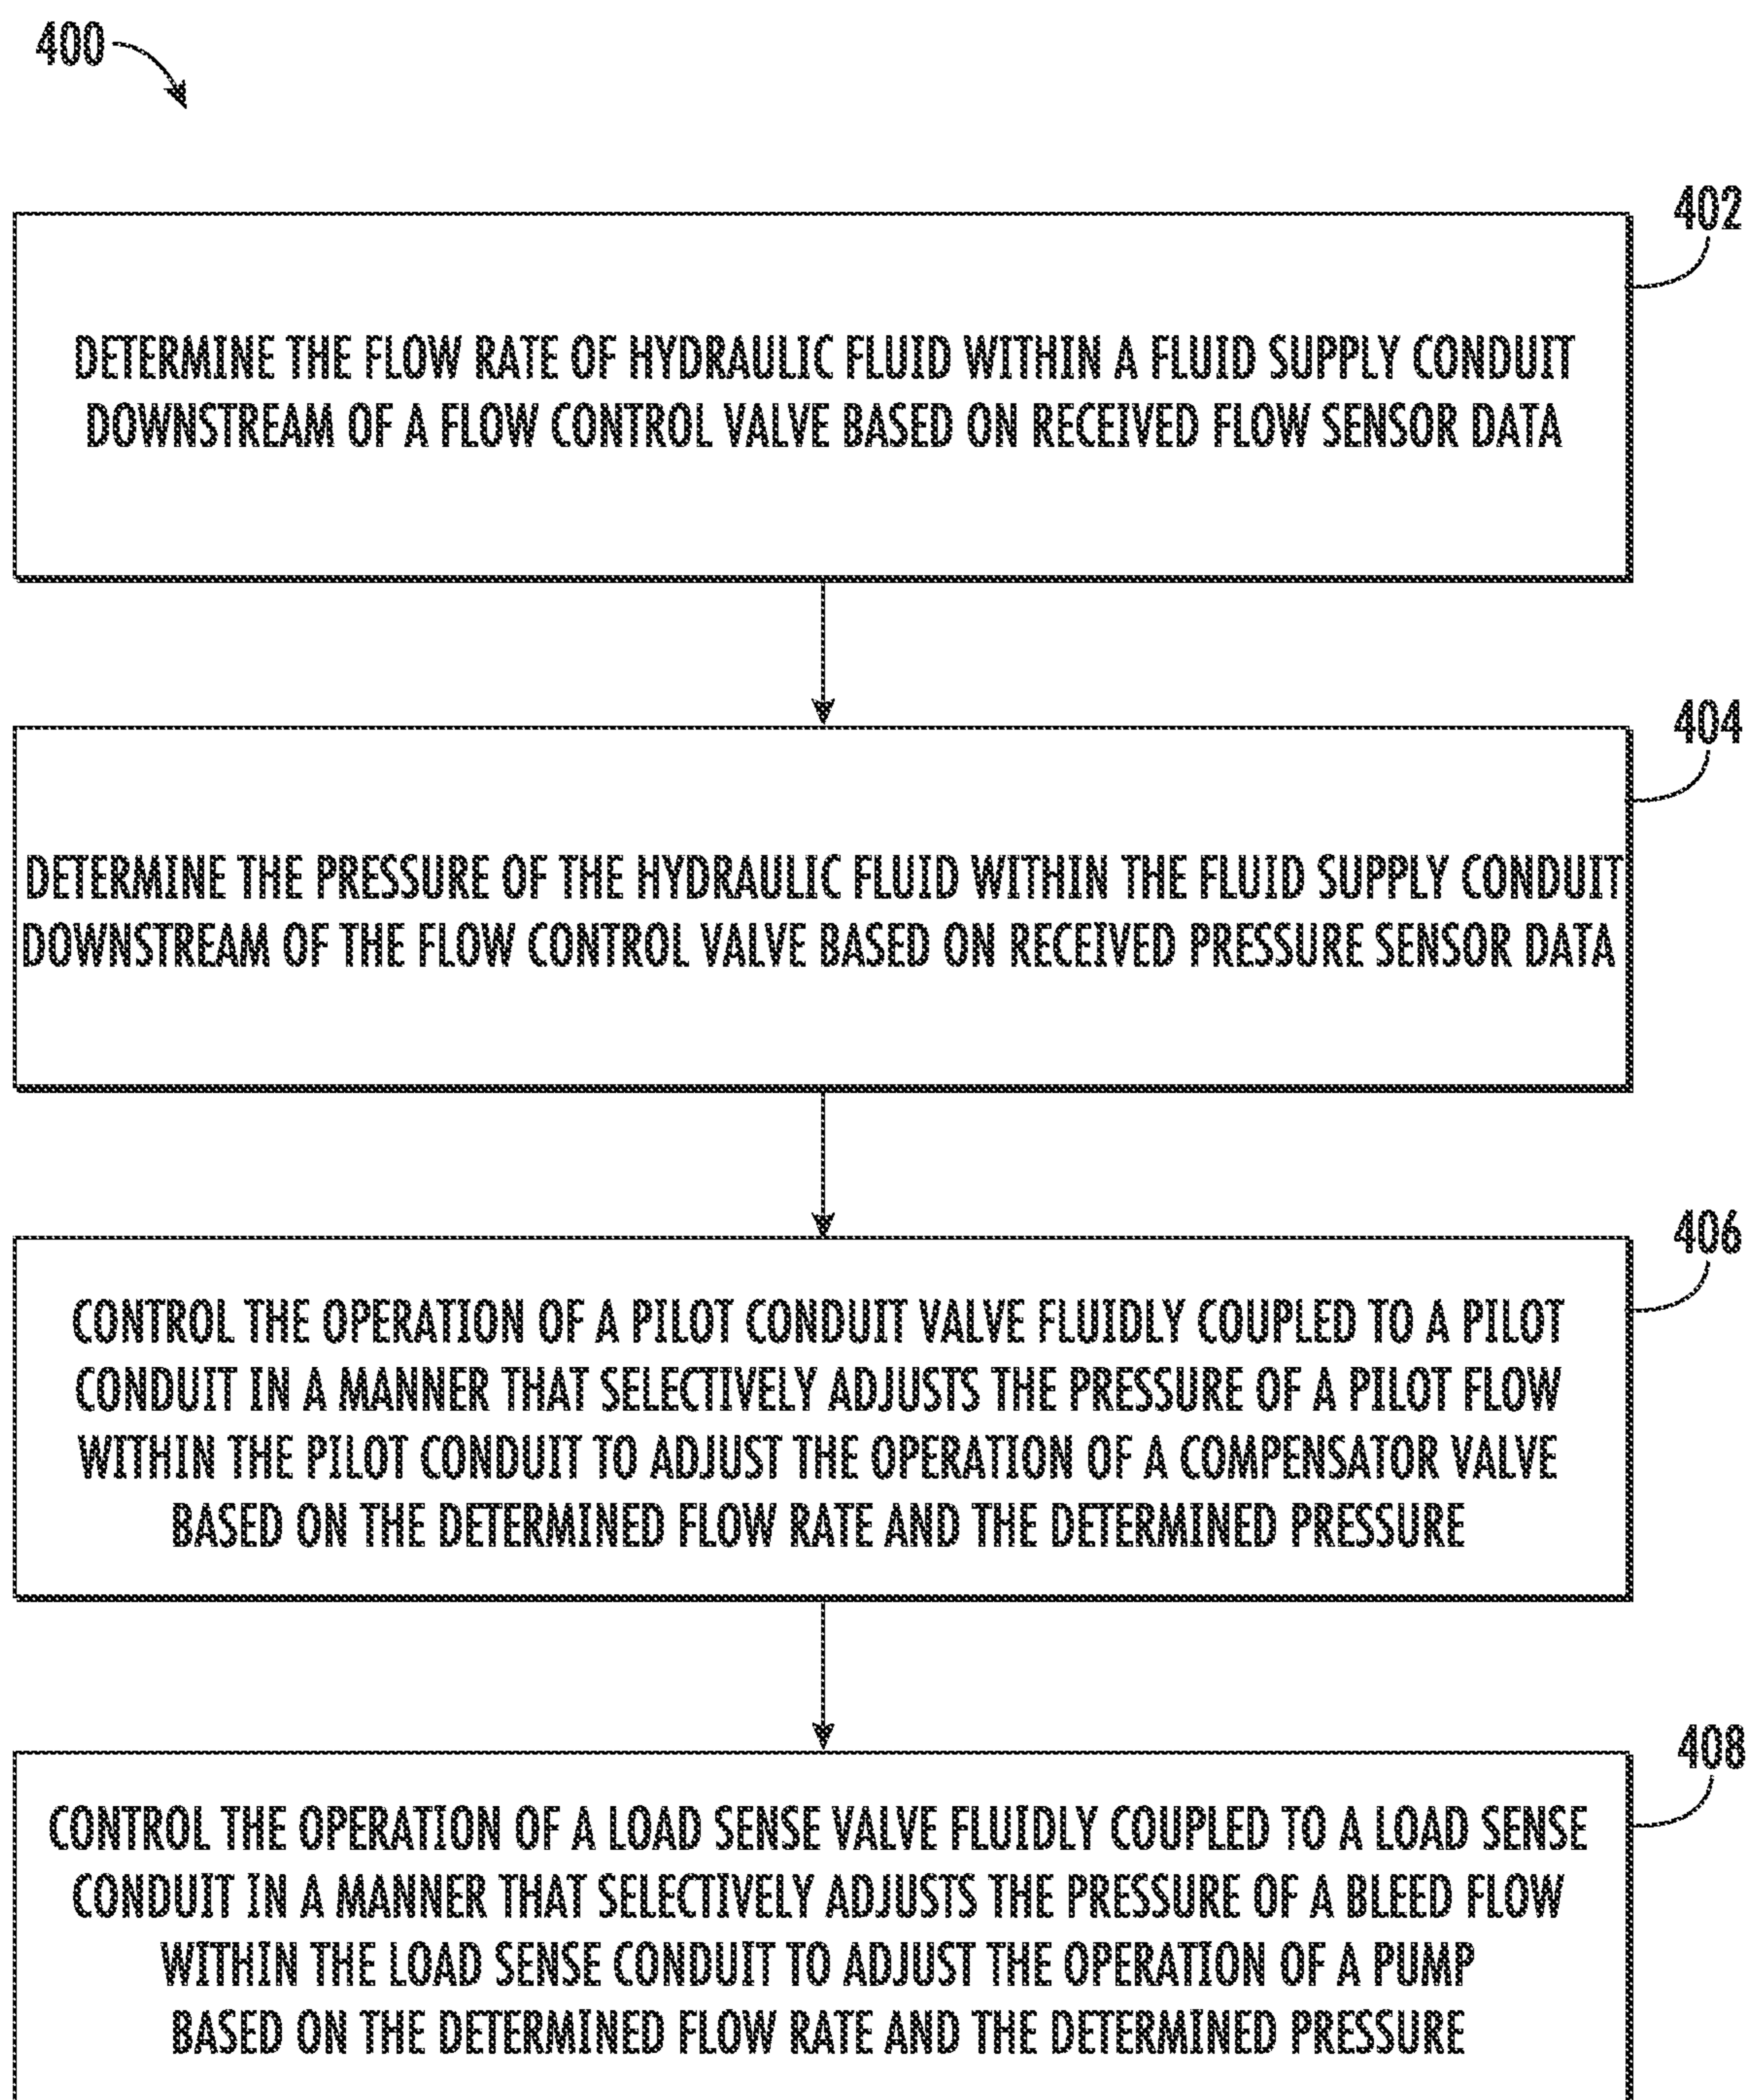 400
402
DETERMINE THE FLOW RATE OF HYDRAULIC FLUID WITHIN A FLUID SUPPLY CONDUIT
DOWNSTREAM OF A FLOW CONTROL VALVE BASED ON RECEIVED FLOW SENSOR DATA
404
DETERMINE THE PRESSURE OF THE HYDRAULIC FLUID WITHIN THE FLUID SUPPLY CONDUIT
DOWNSTREAM OF THE FLOW CONTROL VALVE BASED ON RECEIVED PRESSURE SENSOR DATA
406
CONTROL THE OPERATION OF A PILOT CONDUIT VALVE FLUIDLY COUPLED TO A PILOT
CONDUIT IN A MANNER THAT SELECTIVELY ADJUSTS THE PRESSURE OF A PILOT FLOW
WITHIN THE PILOT CONDUIT TO ADJUST THE OPERATION OF A COMPENSATOR VALVE
BASED ON THE DETERMINED FLOW RATE AND THE DETERMINED PRESSURE
408
CONTROL THE OPERATION OF A LOAD SENSE VALVE FLUIDLY COUPLED TO A LOAD SENSE
CONDUIT IN A MANNER THAT SELECTIVELY ADJUSTS THE PRESSURE OF A BLEED FLOW
WITHIN THE LOAD SENSE CONDUIT TO ADJUST THE OPERATION OF A PUMP
BASED ON THE DETERMINED FLOW RATE AND THE DETERMINED PRESSURE